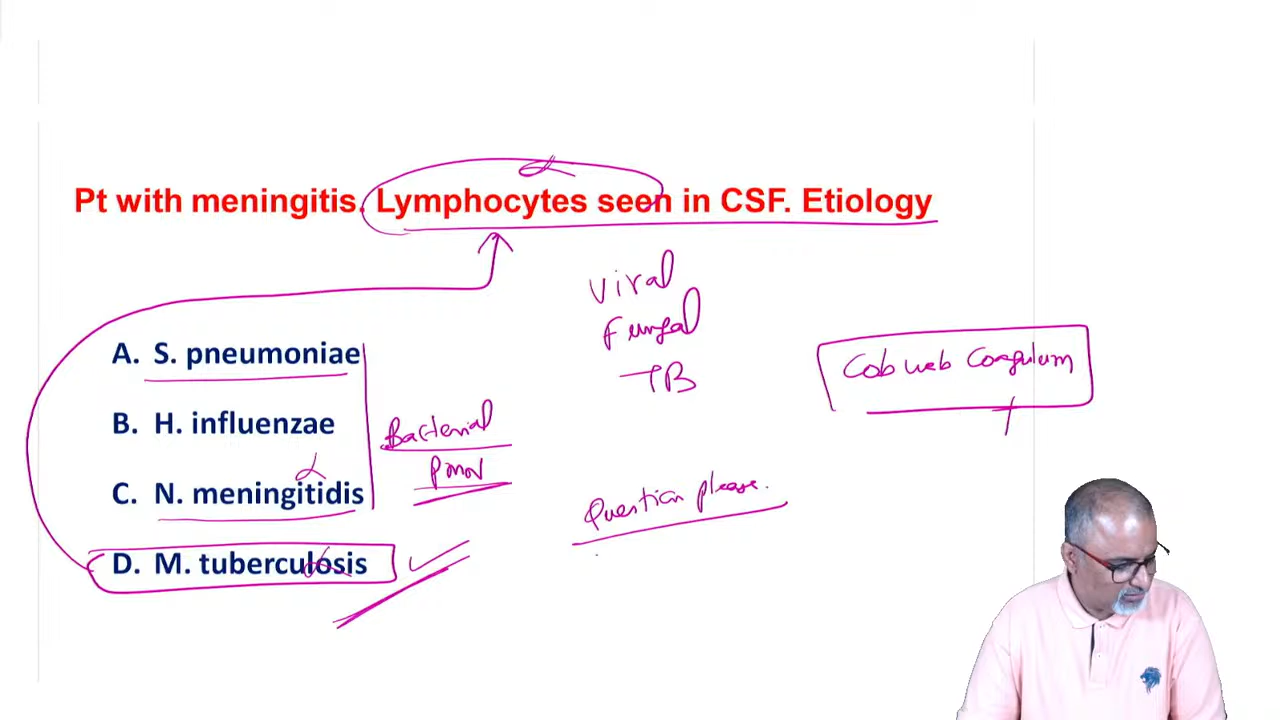 Pt with meningitis. Lymphocytes seen in CSF. Etiology
Viral
Fungal
TB
A. S. pneumoniae
B. H. influenzae
C. N. meningitidis
D. M. tuberculosis
Bacterial
Cob web Coagulum
Question please.